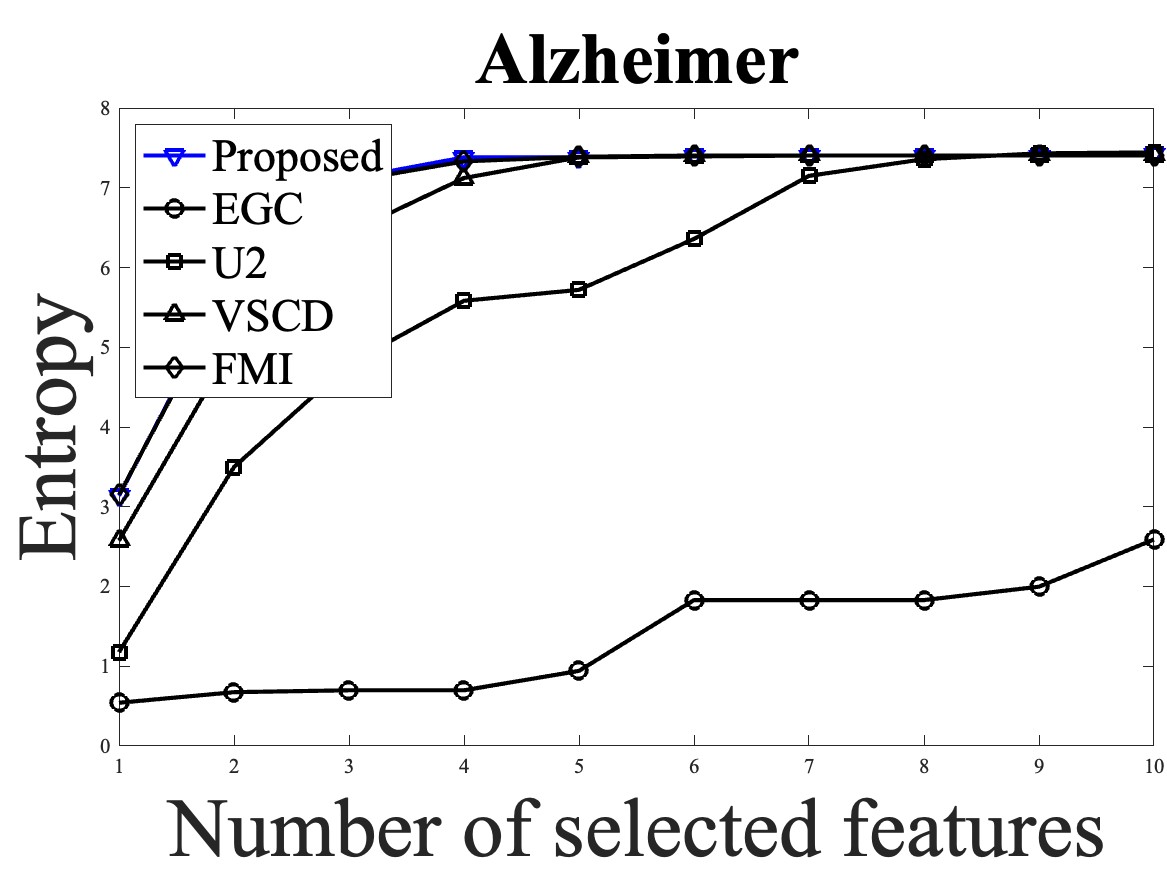 Alzheimer
8
7
6
5
4
3
2
1
0
Entropy
Proposed
EGC
U2
VSCD
FMI
1 2 3 4 5 6 7 8 9 10
Number of selected features